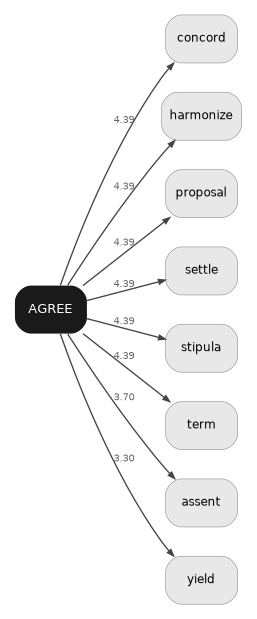 concord
4.39
harmonize
4.39
proposal
4.39
settle
4.39
AGREE
4.39
stipula
4.39
term
3.70
assent
3.30
yield